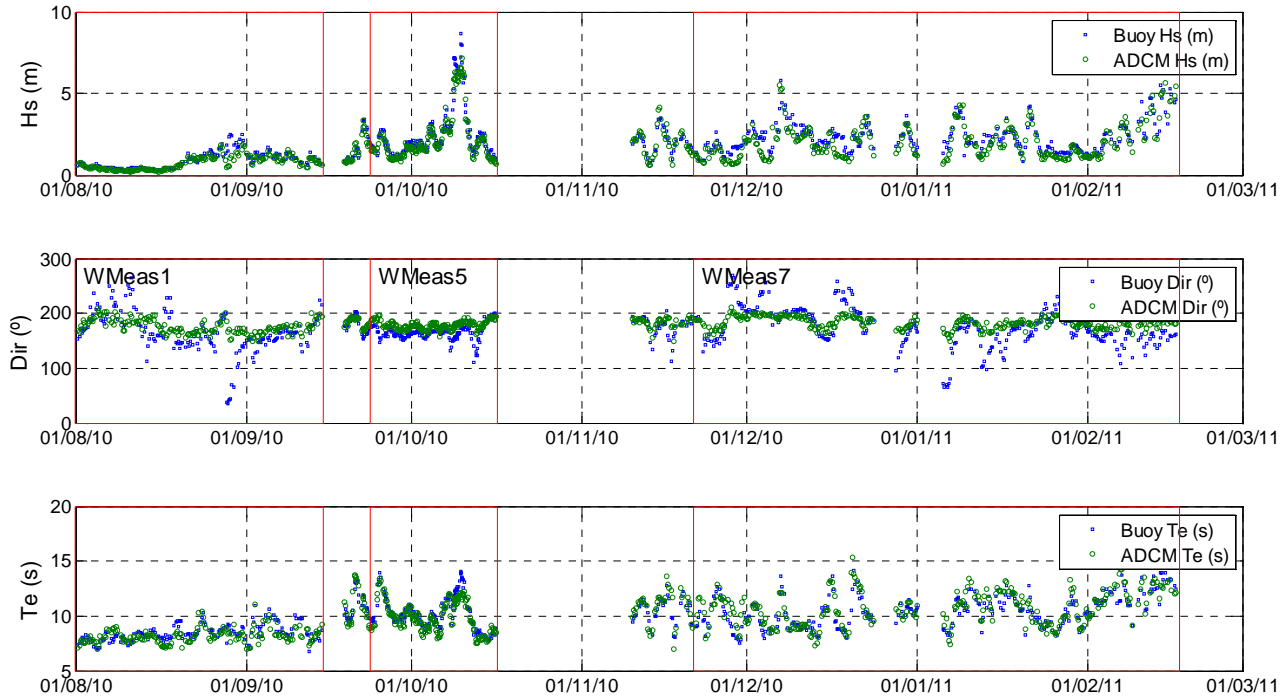 10
5
0
Hs (m)
Buoy Hs (m)
ADCM Hs (m)
01/08/10 01/09/10 01/10/10 01/11/10 01/12/10 01/01/11 01/02/11 01/03/11
300
200
100
0
Dir (º)
WMeas1 WMeas5 WMeas7
Buoy Dir (º)
ADCM Dir (º)
01/08/10 01/09/10 01/10/10 01/11/10 01/12/10 01/01/11 01/02/11 01/03/11
20
15
10
5
Te (s)
Buoy Te (s)
ADCM Te (s)
01/08/10 01/09/10 01/10/10 01/11/10 01/12/10 01/01/11 01/02/11 01/03/11